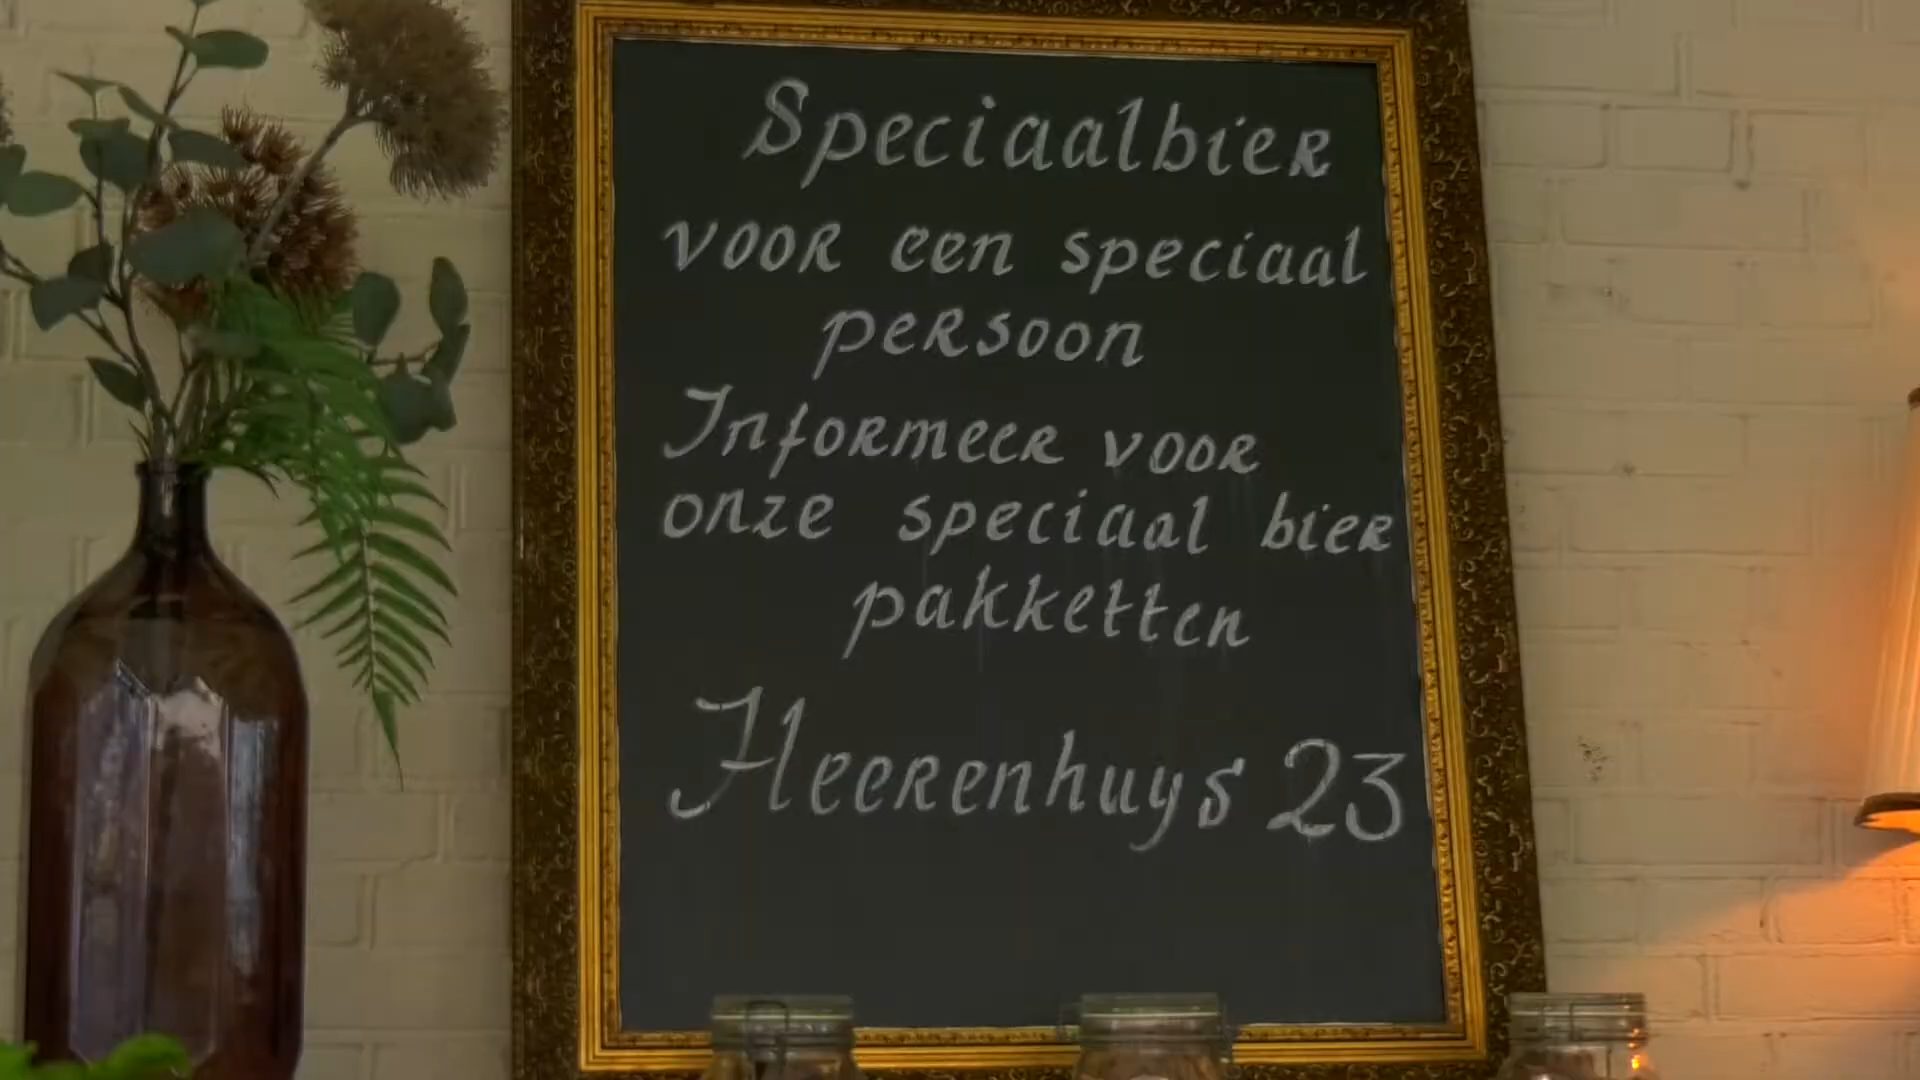 Speciaalbier
voor een speciaal
persoon
Informeer voor
onze speciaal bier
pakketten
Heerenhuys 23